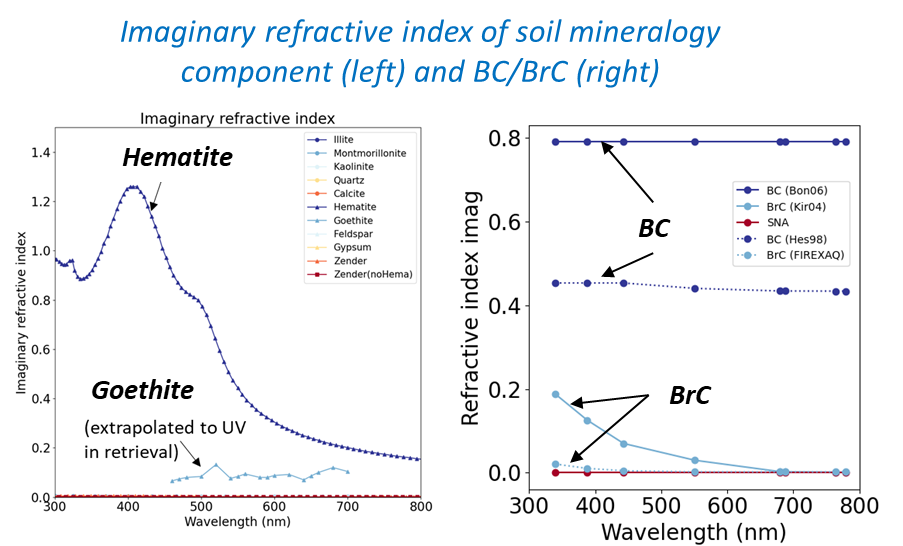 Imaginary refractive index of soil mineralogy
component (left) and BC/BrC (right)
Imaginary refractive index
Imaginary refractive index
1.4
1.2
1.0
0.8
0.6
0.4
0.2
0.0
300
400
500
600
700
800
Wavelength (nm)
Hematite
Goethite
(extrapolated to UV
in retrieval)
Illite
Montmorillonite
Kaolinite
Quartz
Calcite
Hematite
Goethite
Feldspar
Gypsum
Zender
Zender(noHema)
Refractive index imag
0.8
0.6
0.4
0.2
0.0
300
400
500
600
700
800
Wavelength (nm)
BC
BrC
BC (Bon06)
BrC (Kir04)
SNA
BC (Hes98)
BrC (FIREXAQ)